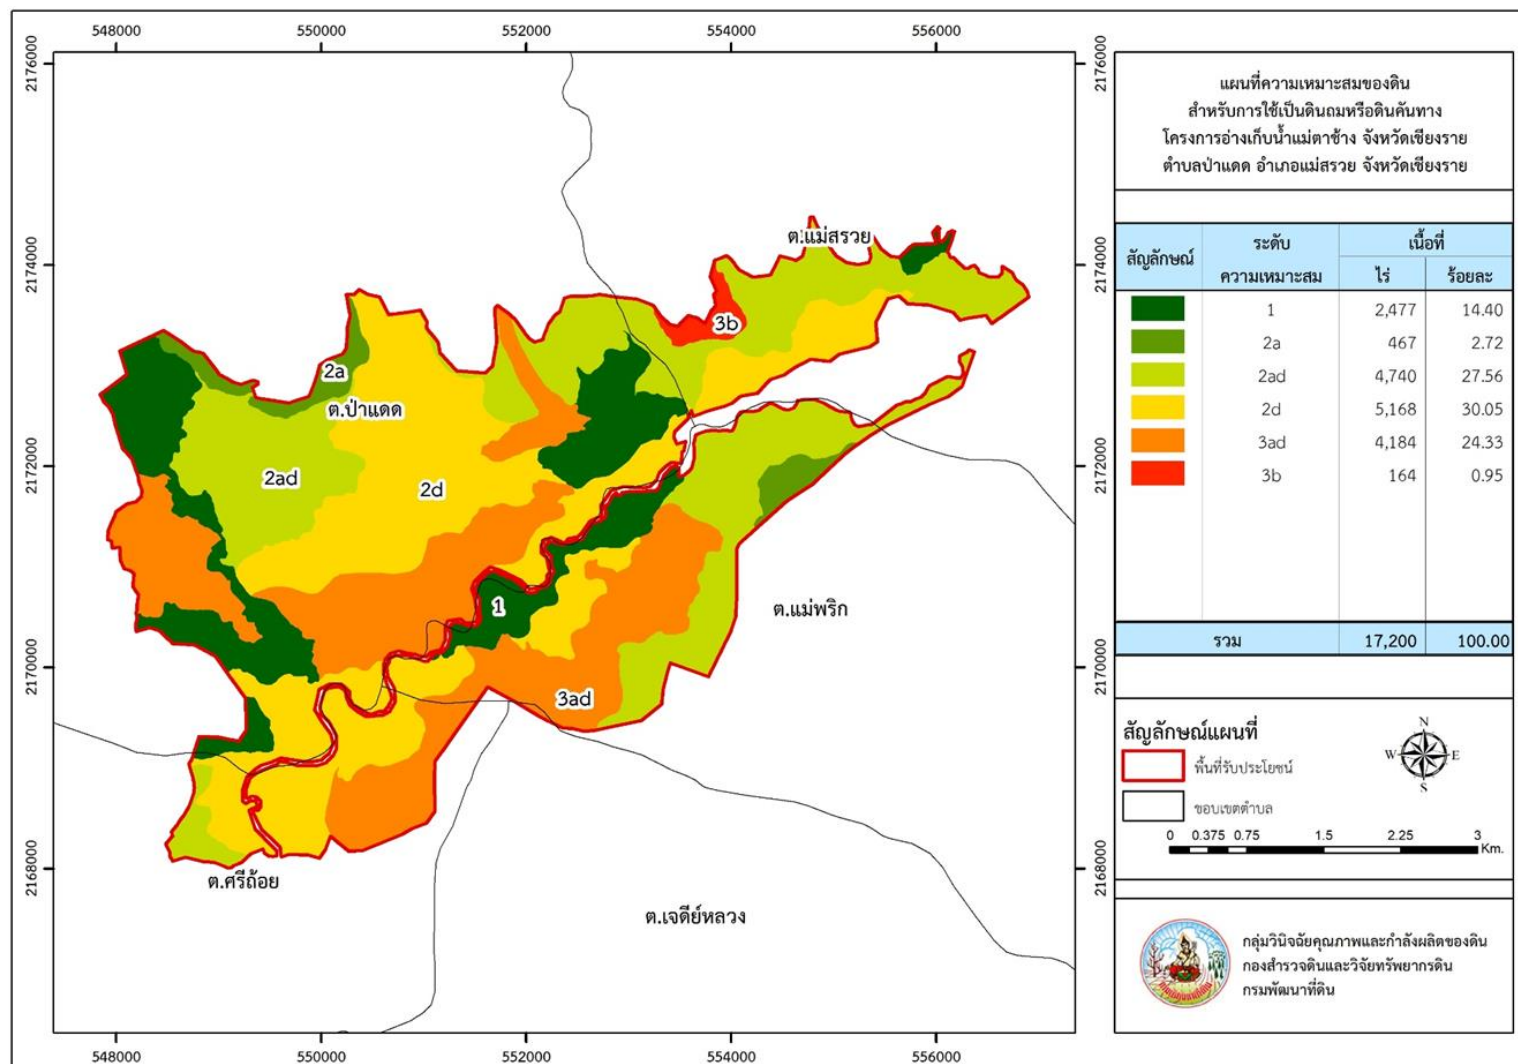 548000 550000 552000 554000 556000
2176000 2176000
2174000 2174000
2172000 2172000
2170000 2170000
2168000 2168000
ต.แม่สรวย
3b
2a
ต.ป่าแดด
2ad
2d
1
ต.แม่พริก
3ad
ต.ศรีถ้อย
ต.เจดีย์หลวง
548000 550000 552000 554000 556000
แผนที่ความเหมาะสมของดิน
สำหรับการใช้เป็นดินถมหรือดินคันทาง
โครงการอ่างเก็บน้ำแม่ตาช้าง จังหวัดเชียงราย
ตำบลป่าแดด อำเภอแม่สรวย จังหวัดเชียงราย
สัญลักษณ์ ระดับ ความเหมาะสม เนื้อที่
ไร่ ร้อยละ
1 2,477 14.40
2a 467 2.72
2ad 4,740 27.56
2d 5,168 30.05
3ad 4,184 24.33
3b 164 0.95
รวม 17,200 100.00
สัญลักษณ์แผนที่
พื้นที่รับประโยชน์
ขอบเขตตำบล
N
W E
S
0 0.375 0.75 1.5 2.25 3
Km.
กลุ่มวินิจฉัยคุณภาพและกำลังผลิตของดิน
กองสำรวจดินและวิจัยทรัพยากรดิน
กรมพัฒนาที่ดิน